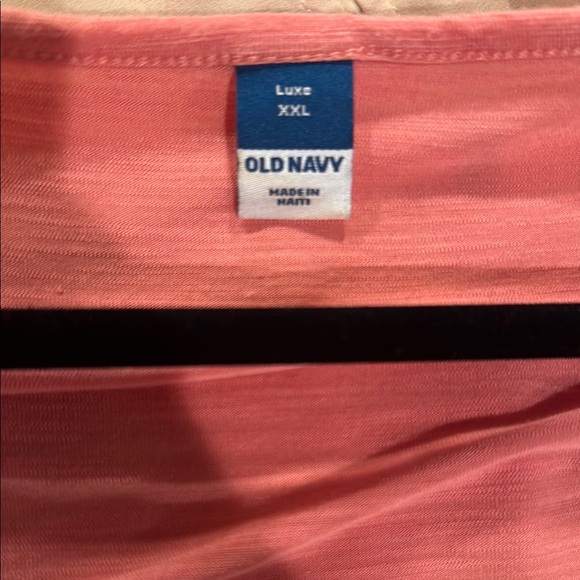 Luxe
XXL
OLD NAVY
MADE IN
HAITI